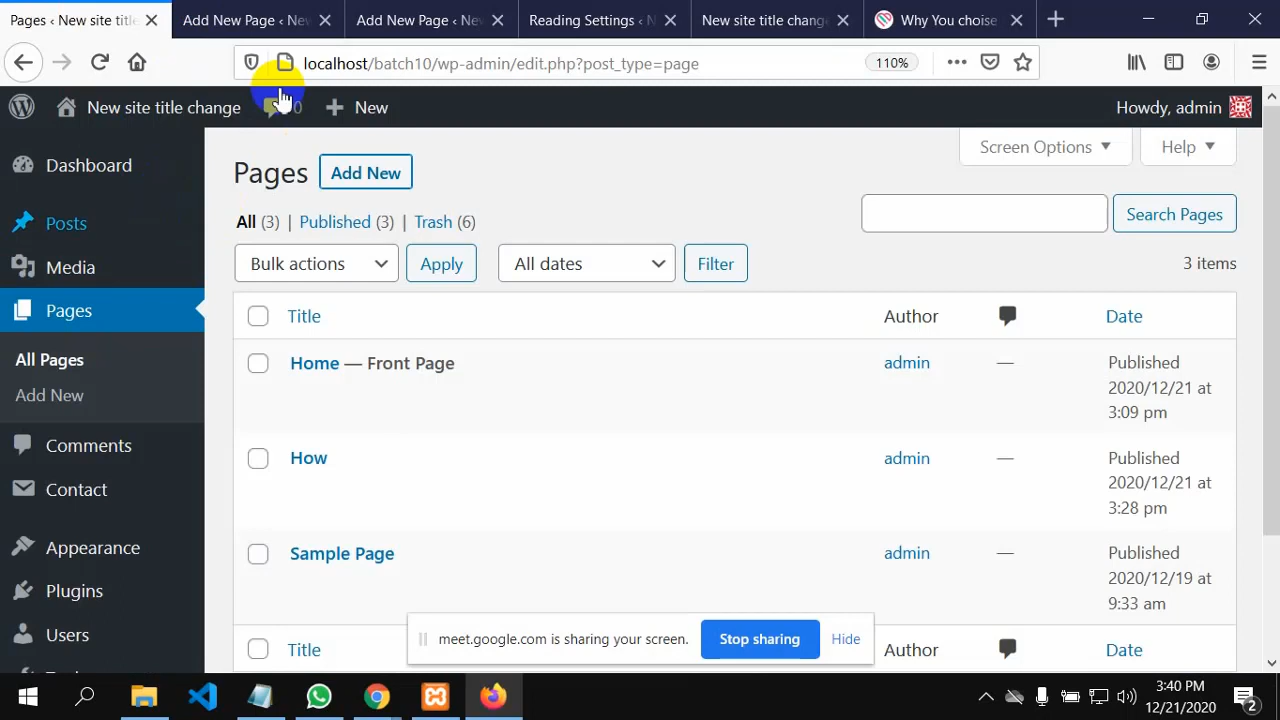 Pages ‹ New site titl
Add New Page ‹ Nev
Add New Page ‹ Nev
Reading Settings ‹ N
New site title chang
Why You choise
localhost/batch10/wp-admin/edit.php?post_type=page
110%
New site title change
0
New
Howdy, admin
Dashboard
Posts
Media
Pages
All Pages
Add New
Comments
Contact
Appearance
Plugins
Users
Pages
Add New
Screen Options
Help
All (3) | Published (3) | Trash (6)
Search Pages
Bulk actions
Apply
All dates
Filter
3 items
Title
Author
Date
Home — Front Page
admin
—
Published
2020/12/21 at
3:09 pm
How
admin
—
Published
2020/12/21 at
3:28 pm
Sample Page
admin
—
Published
2020/12/19 at
9:33 am
Title
Author
Date
meet.google.com is sharing your screen.
Stop sharing
Hide
3:40 PM
12/21/2020
2